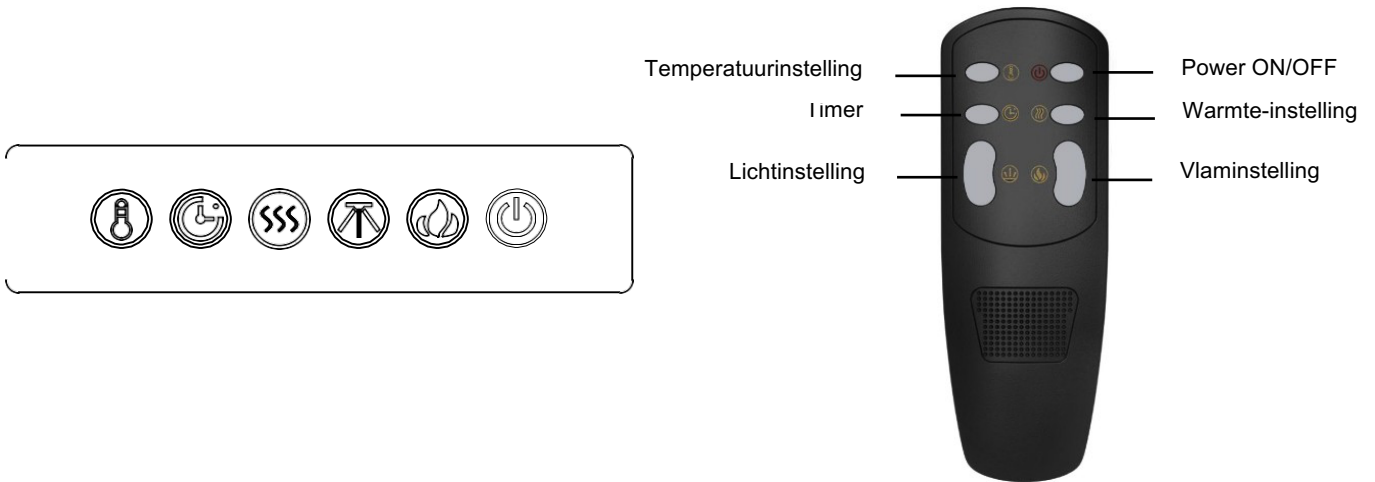 Temperatuurinstelling
Timer
Lichtinstelling
Power ON/OFF
Warmte-instelling
Vlaminstelling